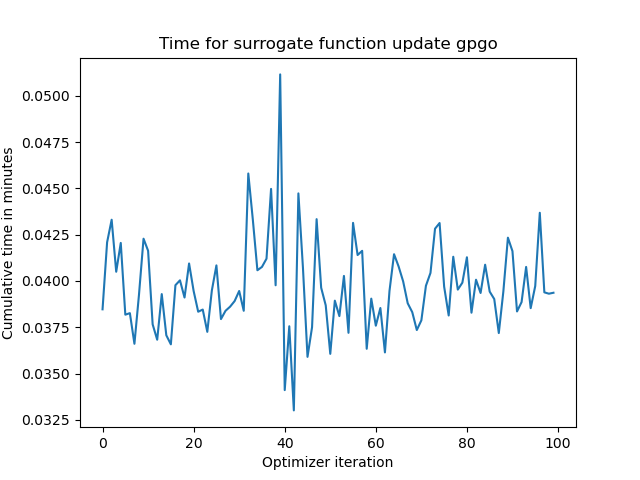 Time for surrogate function update gpgo
Cumulative time in minutes
0.0500
0.0475
0.0450
0.0425
0.0400
0.0375
0.0350
0.0325
0 20 40 60 80 100
Optimizer iteration